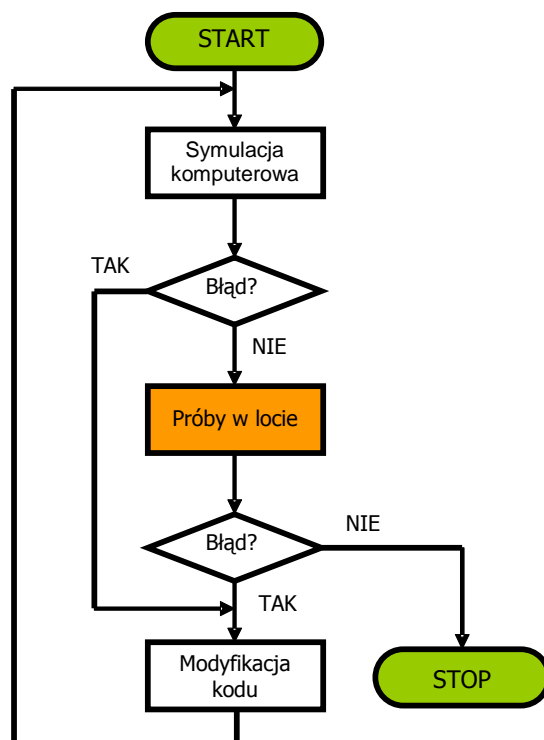 START
Symulacja
komputerowa
TAK
Błąd?
NIE
Próby w locie
NIE
Błąd?
TAK
Modyfikacja
kodu
STOP